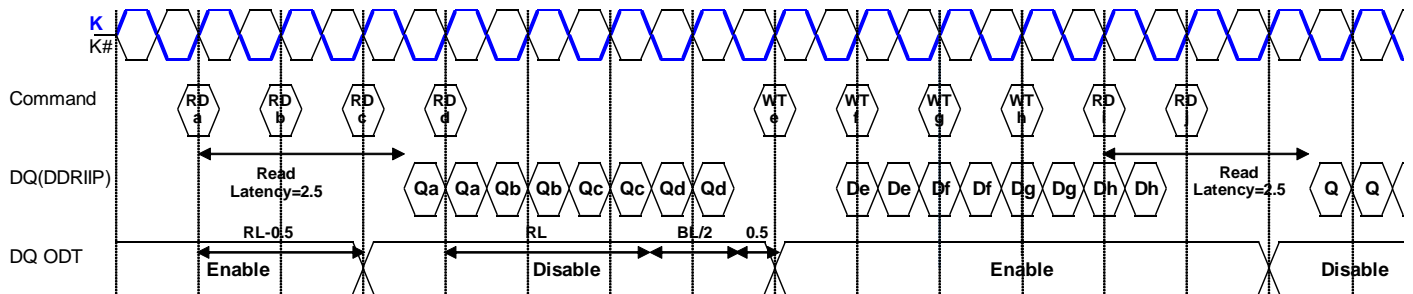 K
K#
Command
RD a RD b RD c RD d WT e WT f WT g WT h RD i RD j
DQ(DDRIIP)
Read Latency=2.5
Qa Qa Qb Qb Qc Qc Qd Qd De De Df Df Dg Dg Dh Dh
Read Latency=2.5
Q Q
RL-0.5 RL BL/2 0.5
DQ ODT
Enable Disable Enable Disable